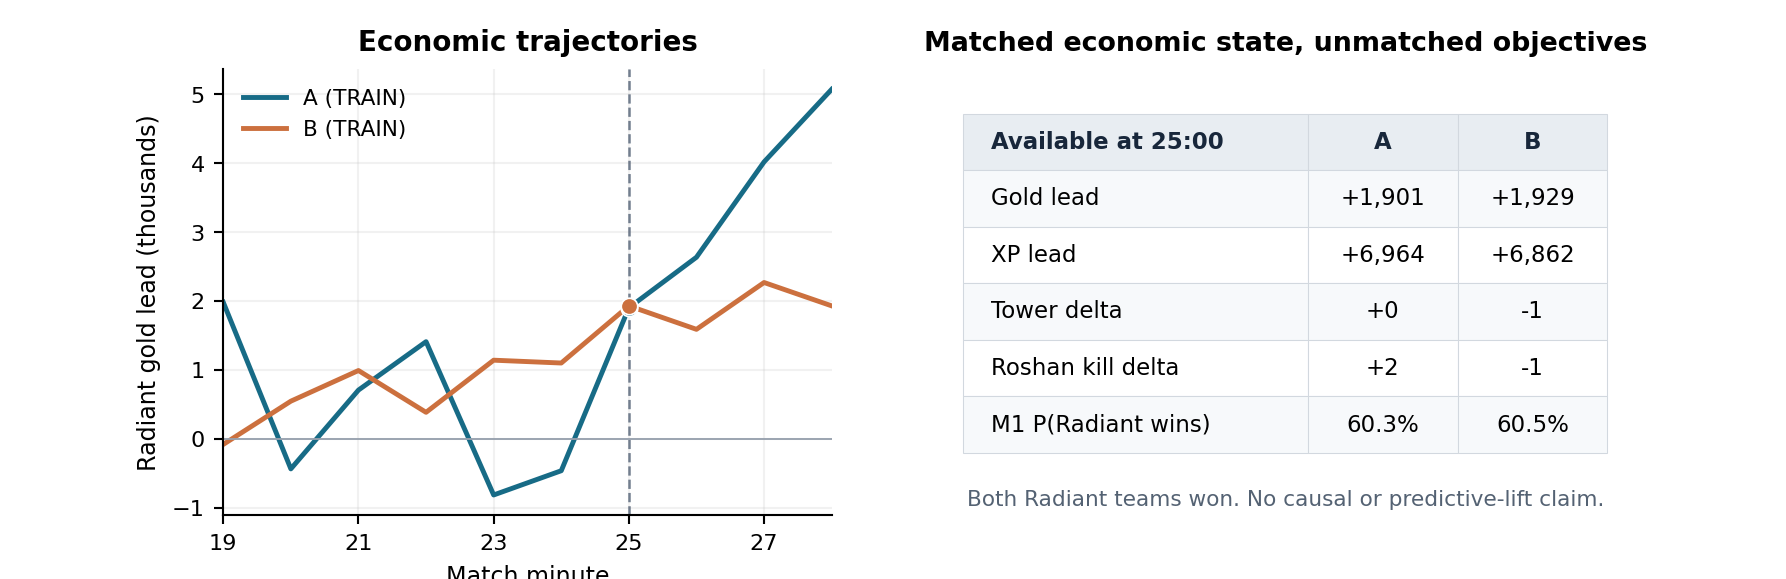 Economic trajectories
Radiant gold lead (thousands)
5
4
3
2
1
0
−1
A (TRAIN)
B (TRAIN)
19 21 23 25 27
Match minute
Matched economic state, unmatched objectives
Available at 25:00 A B
Gold lead +1,901 +1,929
XP lead +6,964 +6,862
Tower delta +0 -1
Roshan kill delta +2 -1
M1 P(Radiant wins) 60.3% 60.5%
Both Radiant teams won. No causal or predictive-lift claim.